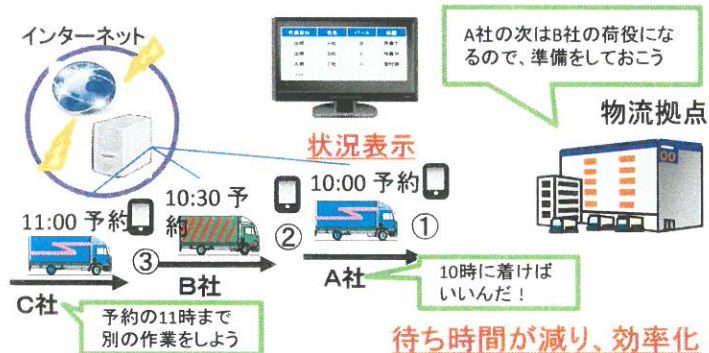 インターネット
状況表示
A社の次はB社の荷役にな
るので、準備をしておこう
物流拠点
11:00 予約
10:30 予
約
10:00 予約
③
②
①
C社
B社
A社
予約の11時まで
別の作業をしよう
10時に着けば
いいんだ！
待ち時間が減り、効率化